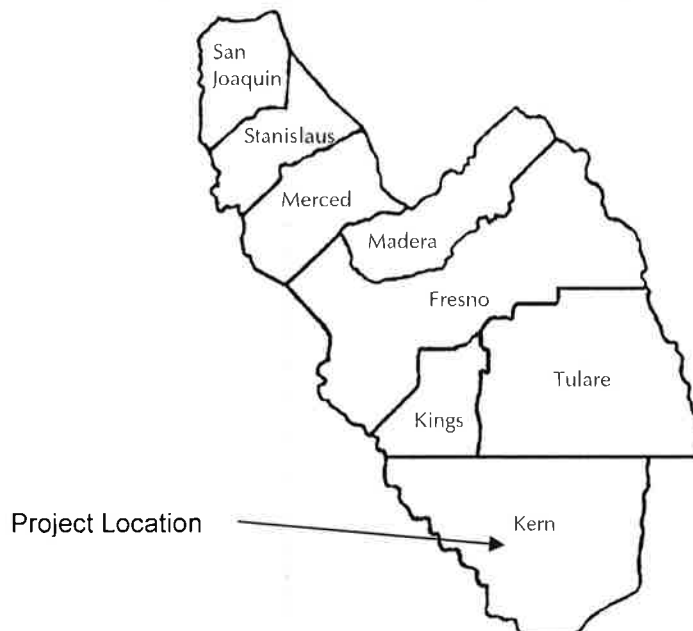 San
Joaquin
Stanislaus
Merced
Madera
Fresno
Tulare
Kings
Project Location
Kern